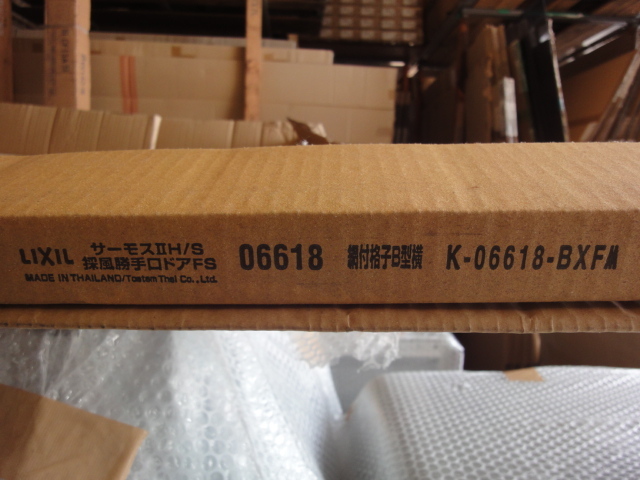 LIXIL サーモスⅡH/S
採風勝手口ドアFS 06618 網付格子B型横 K-06618-BXFM
MADE IN THAILAND/Tostem Thai Co.,Ltd.